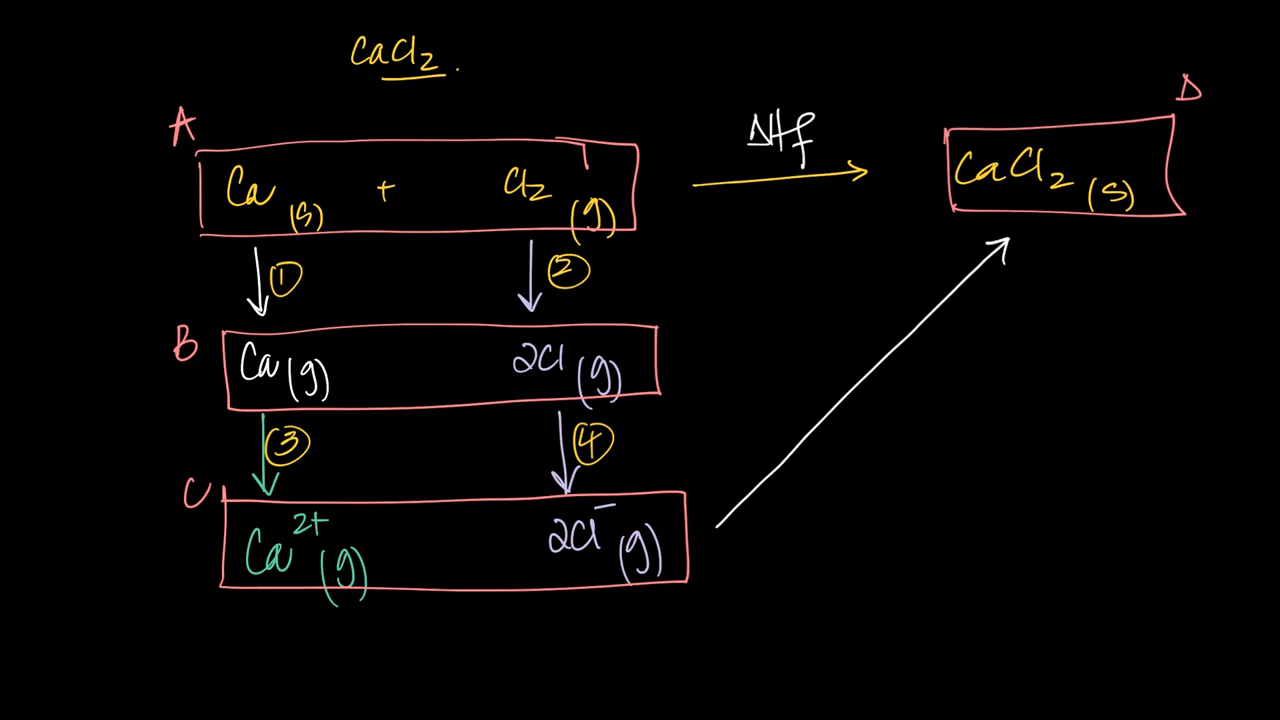 CaCl₂.
A
D
ΔHf
Ca (s) + Cl₂ (g)
CaCl₂ (s)
① ②
B
Ca (g) 2Cl (g)
③ ④
C
Ca²⁺ (g) 2Cl⁻ (g)